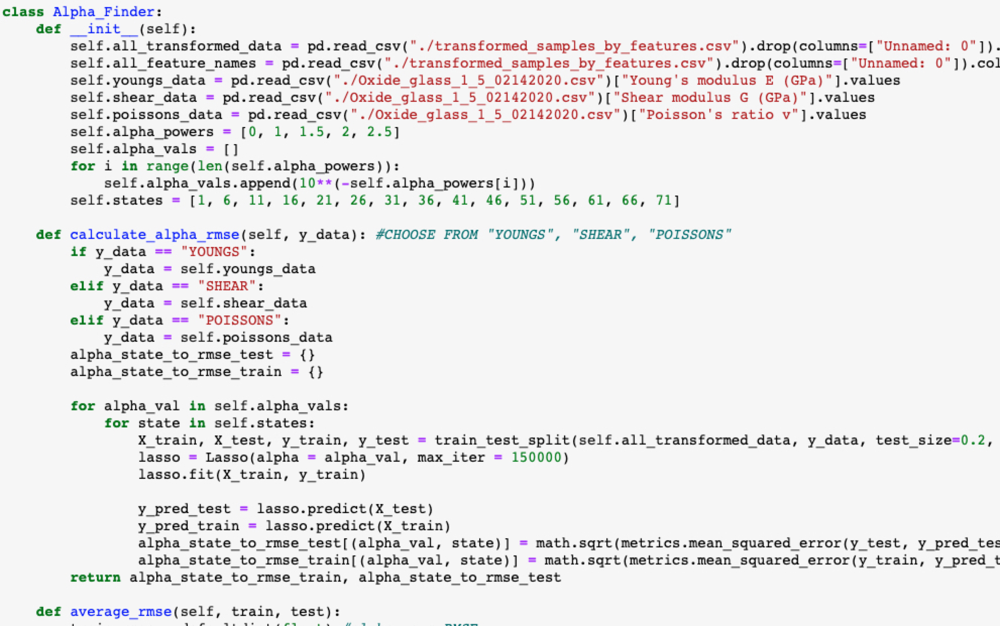 class Alpha_Finder:
    def __init__(self):
        self.all_transformed_data = pd.read_csv("./transformed_samples_by_features.csv").drop(columns=["Unnamed: 0"]).
        self.all_feature_names = pd.read_csv("./transformed_samples_by_features.csv").drop(columns=["Unnamed: 0"]).col
        self.youngs_data = pd.read_csv("./Oxide_glass_1_5_02142020.csv")["Young's modulus E (GPa)"].values
        self.shear_data = pd.read_csv("./Oxide_glass_1_5_02142020.csv")["Shear modulus G (GPa)"].values
        self.poissons_data = pd.read_csv("./Oxide_glass_1_5_02142020.csv")["Poisson's ratio v"].values
        self.alpha_powers = [0, 1, 1.5, 2, 2.5]
        self.alpha_vals = []
        for i in range(len(self.alpha_powers)):
            self.alpha_vals.append(10**(-self.alpha_powers[i]))
        self.states = [1, 6, 11, 16, 21, 26, 31, 36, 41, 46, 51, 56, 61, 66, 71]
    def calculate_alpha_rmse(self, y_data): #CHOOSE FROM "YOUNGS", "SHEAR", "POISSONS"
        if y_data == "YOUNGS":
            y_data = self.youngs_data
        elif y_data == "SHEAR":
            y_data = self.shear_data
        elif y_data == "POISSONS":
            y_data = self.poissons_data
        alpha_state_to_rmse_test = {}
        alpha_state_to_rmse_train = {}
        for alpha_val in self.alpha_vals:
            for state in self.states:
                X_train, X_test, y_train, y_test = train_test_split(self.all_transformed_data, y_data, test_size=0.2,
                lasso = Lasso(alpha = alpha_val, max_iter = 150000)
                lasso.fit(X_train, y_train)
                y_pred_test = lasso.predict(X_test)
                y_pred_train = lasso.predict(X_train)
                alpha_state_to_rmse_test[(alpha_val, state)] = math.sqrt(metrics.mean_squared_error(y_test, y_pred_tes
                alpha_state_to_rmse_train[(alpha_val, state)] = math.sqrt(metrics.mean_squared_error(y_train, y_pred_t
        return alpha_state_to_rmse_train, alpha_state_to_rmse_test
    def average_rmse(self, train, test):